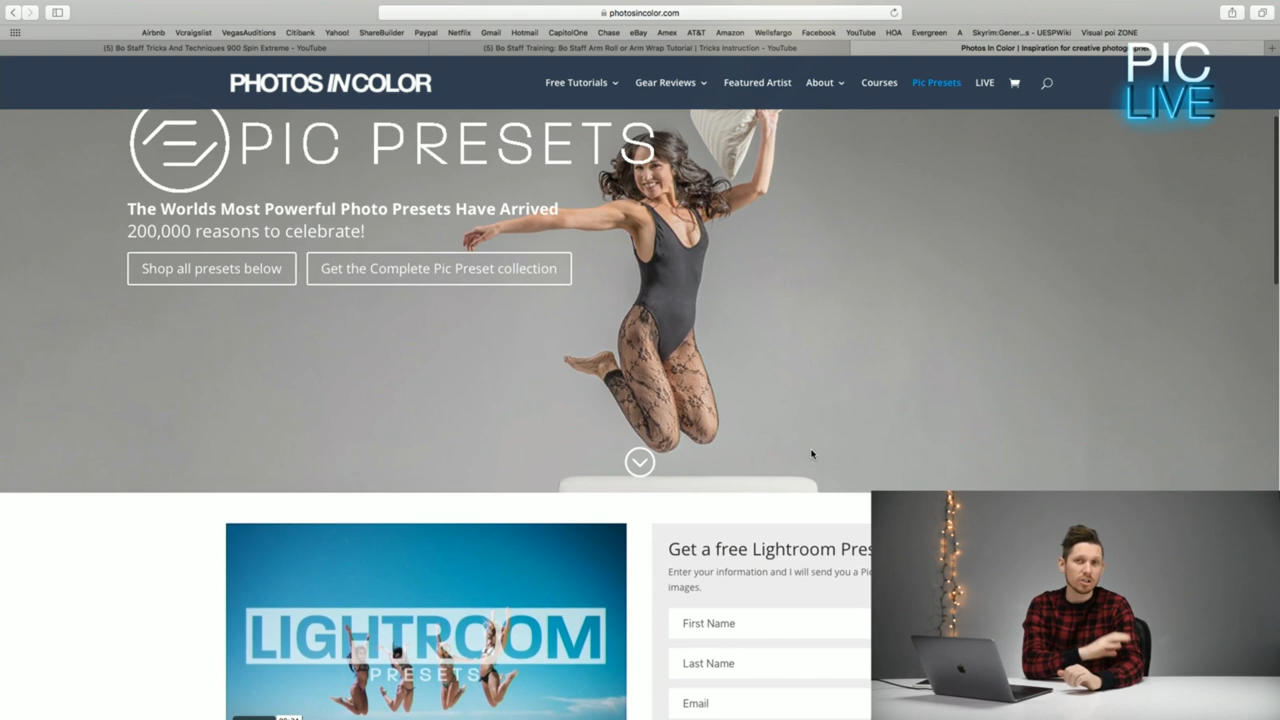 photosincolor.com
Airbnb Vcraigslist VegasAuditions Citibank Yahoo! ShareBuilder Paypal Netflix Gmail Hotmail CapitolOne Chase eBay Amex AT&T Amazon Wellsfargo Facebook YouTube HOA Evergreen A Skyrim:Gener...s - UESPWiki Visual poi ZONE
(5) Bo Staff Tricks And Techniques 900 Spin Extreme - YouTube
(5) Bo Staff Training: Bo Staff Arm Roll or Arm Wrap Tutorial | Tricks Instruction - YouTube
Photos In Color | Inspiration for creative
PIC
LIVE
PHOTOS IN COLOR
Free Tutorials Gear Reviews Featured Artist About Courses Pic Presets LIVE
PIC PRESETS
The Worlds Most Powerful Photo Presets Have Arrived
200,000 reasons to celebrate!
Shop all presets below
Get the Complete Pic Preset collection
LIGHTROOM
PRESETS
Get a free Lightroom Pres
Enter your information and I will send you a Pi
images.
First Name
Last Name
Email